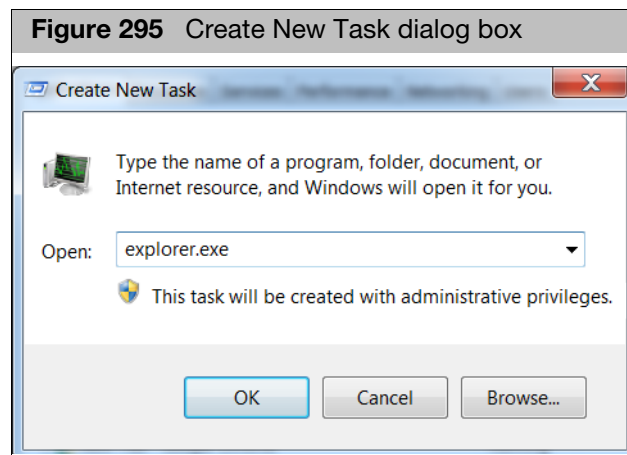 Figure 295 Create New Task dialog box
Create New Task
Type the name of a program, folder, document, or
Internet resource, and Windows will open it for you.
Open: explorer.exe
This task will be created with administrative privileges.
OK Cancel Browse...